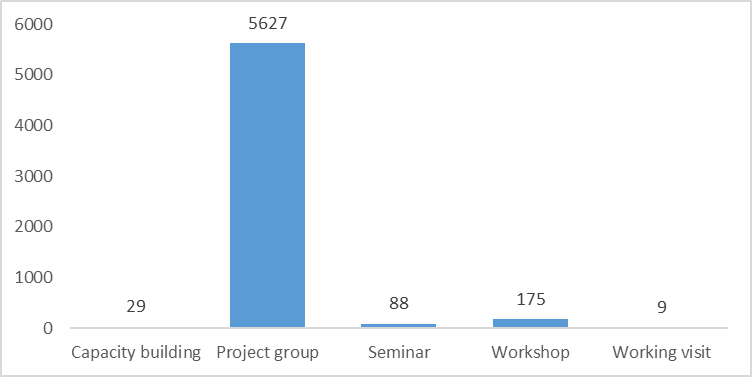 6000
5000
4000
3000
2000
1000
0
29
5627
88
175
9
Capacity building
Project group
Seminar
Workshop
Working visit